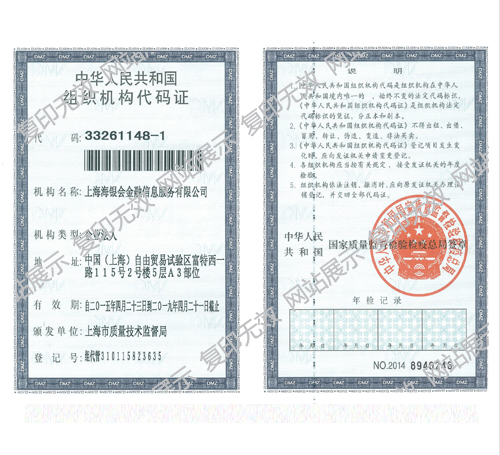 中华人民共和国
组织机构代码证
代 码: 33261148-1
机构名称: 上海海银会金融信息服务有限公司
机构类型: 企业法人
地 址: 中国（上海）自由贸易试验区富特西一
路115号2号楼5层A3部位
有 效 期: 自二〇一五年四月二十三日到二〇一九年四月二十一日截止
颁发单位: 上海市质量技术监督局
登 记 号: 组代管310115823635
说 明
1. 中华人民共和国组织机构代码是组织机构在中华人
民共和国境内唯一的、始终不变的法定代码标识，
《中华人民共和国组织机构代码证》是组织机构法定
代码标识的凭证，分正本和副本。
2. 《中华人民共和国组织机构代码证》不得出租、出借、
冒用、转让、伪造、变造、非法买卖。
3. 《中华人民共和国组织机构代码证》登记项目发生变
化时，应向发证机关申请变更登记。
4. 各组织机构应当按有关规定，接受发证机关的年度
检验。
5. 组织机构依法注销、撤消时，应向原发证机关办理
注销登记，并交回全部代码证。
中华人民
共和国 国家质量监督检验检疫总局签章
年检记录
年 月 日 年 月 日 年 月 日 年 月 日
NO.2014 8946246
复印无效 网站展示